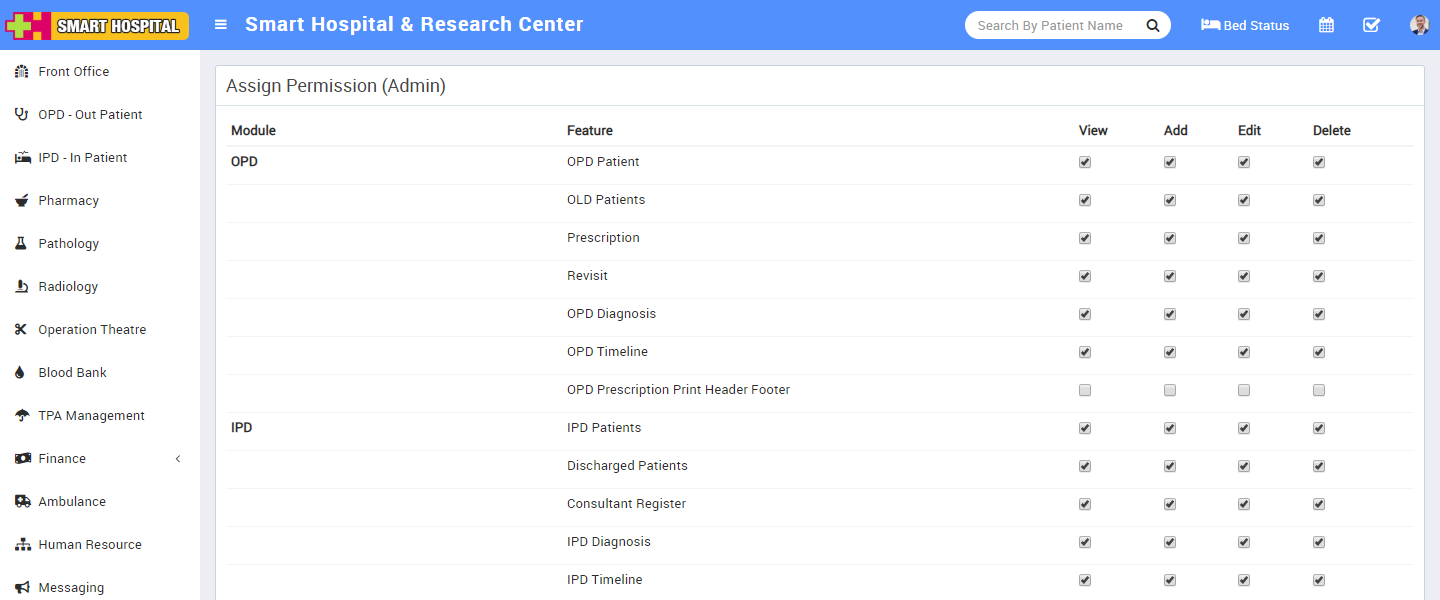 SMART HOSPITAL
Smart Hospital & Research Center
Search By Patient Name
Bed Status
Front Office
OPD - Out Patient
IPD - In Patient
Pharmacy
Pathology
Radiology
Operation Theatre
Blood Bank
TPA Management
Finance
Ambulance
Human Resource
Messaging
Assign Permission (Admin)
Module Feature View Add Edit Delete
OPD OPD Patient
OLD Patients
Prescription
Revisit
OPD Diagnosis
OPD Timeline
OPD Prescription Print Header Footer
IPD IPD Patients
Discharged Patients
Consultant Register
IPD Diagnosis
IPD Timeline